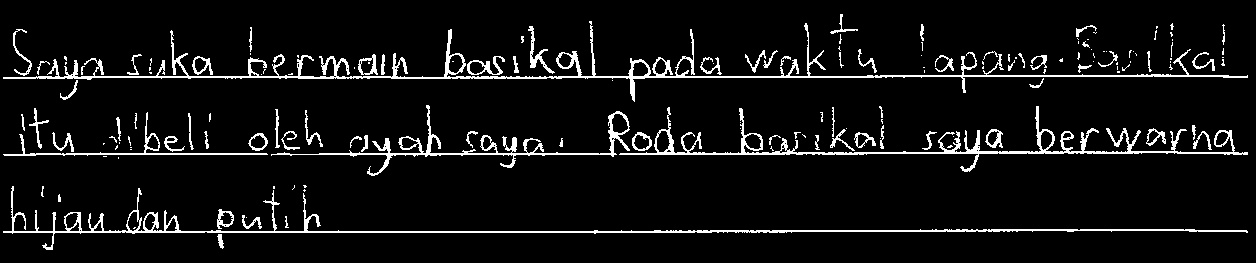 Saya suka bermain basikal pada waktu lapang. Basikal
itu dibeli oleh ayah saya. Roda basikal saya berwarna
hijau dan putih